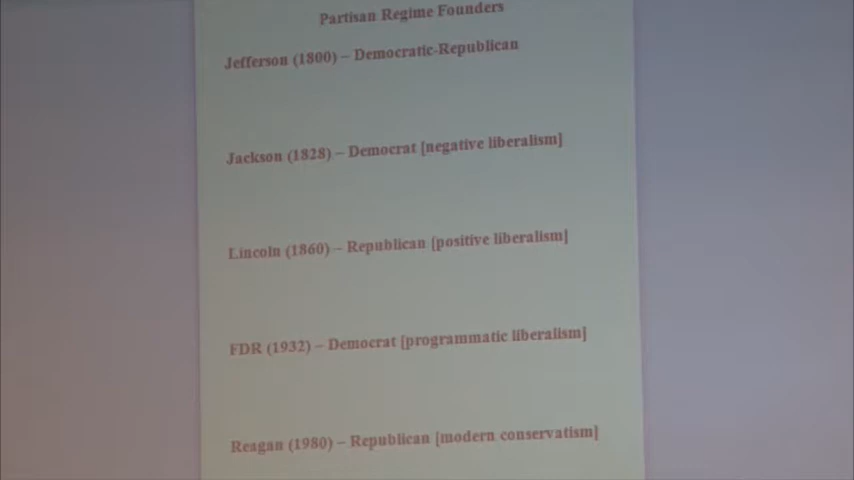 Partisan Regime Founders
Jefferson (1800) – Democratic-Republican
Jackson (1828) – Democrat [negative liberalism]
Lincoln (1860) – Republican [positive liberalism]
FDR (1932) – Democrat [programmatic liberalism]
Reagan (1980) – Republican [modern conservatism]